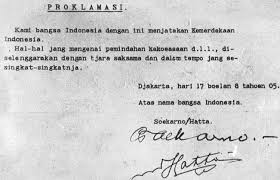 P R O K L A M A S I.
Kami bangsa Indonesia dengan ini menjatakan Kemerdekaan
Indonesia.
Hal-hal jang mengenai pemindahan kekoeasaan d.l.l., di-
selenggarakan dengan tjara saksama dan dalam tempo jang se-
singkat-singkatnja.
Djakarta, hari 17 boelan 8 tahoen 05.
Atas nama bangsa Indonesia.
Soekarno/Hatta.
Soekarno.-
Hatta